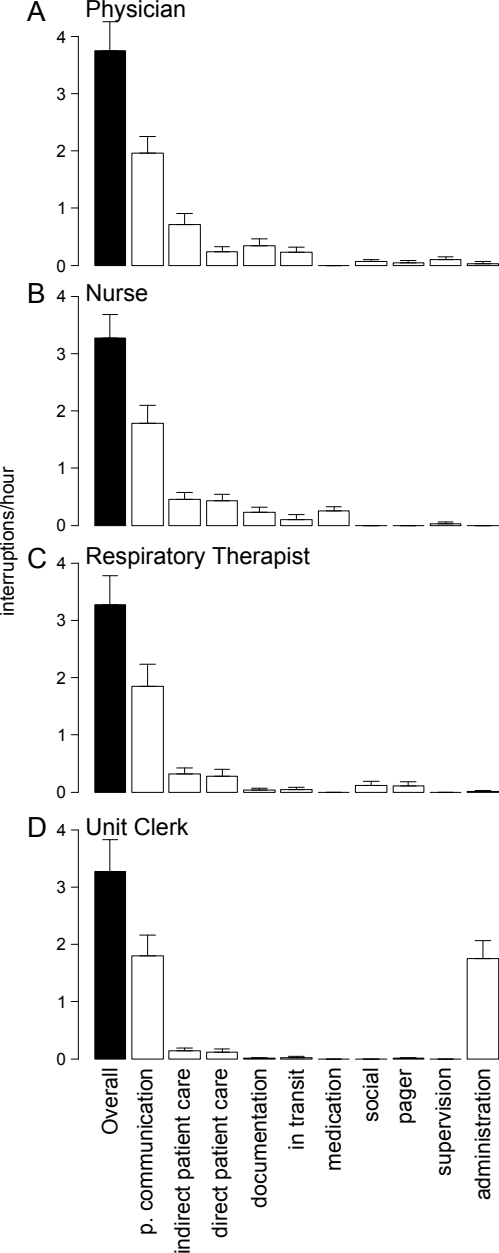 A Physician
4
3
2
1
0
B Nurse
4
3
2
1
0
interruptions/hour
C Respiratory Therapist
4
3
2
1
0
D Unit Clerk
4
3
2
1
0
Overall
p. communication
indirect patient care
direct patient care
documentation
in transit
medication
social
pager
supervision
administration